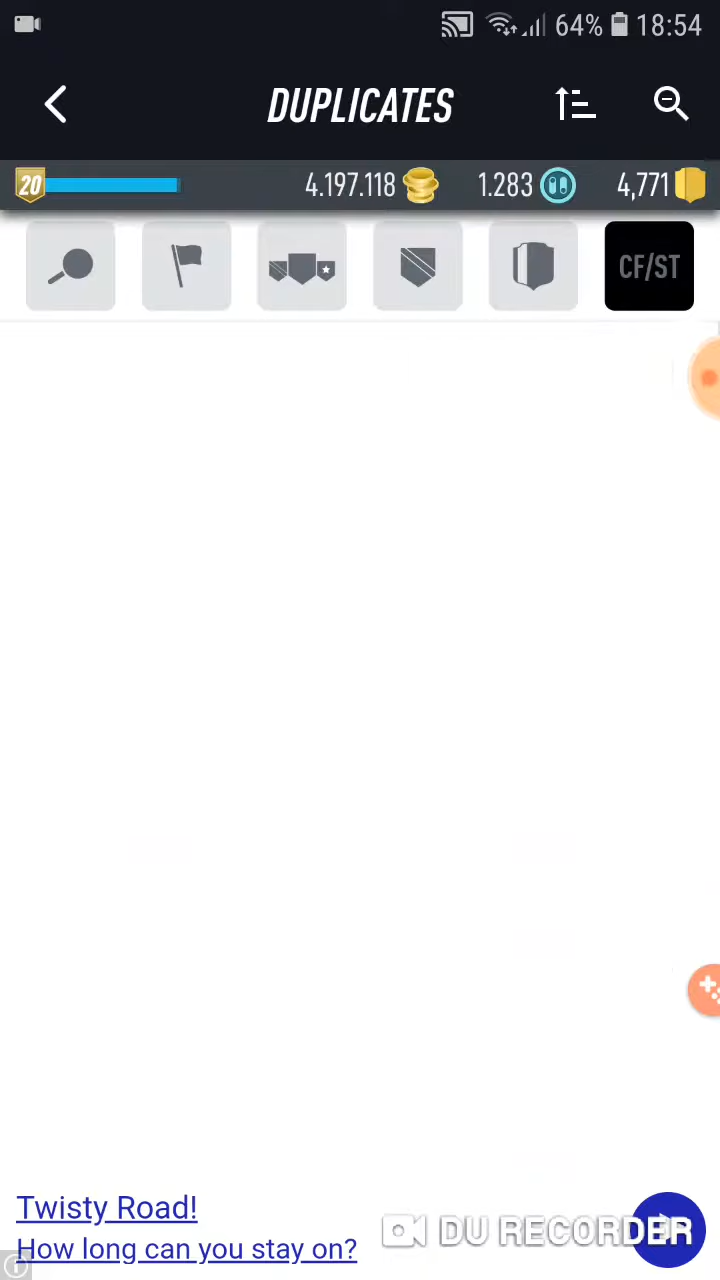 64% 18:54
DUPLICATES
20 4.197.118 1.283 4,771
CF/ST
Twisty Road!
How long can you stay on?
DU RECORDER